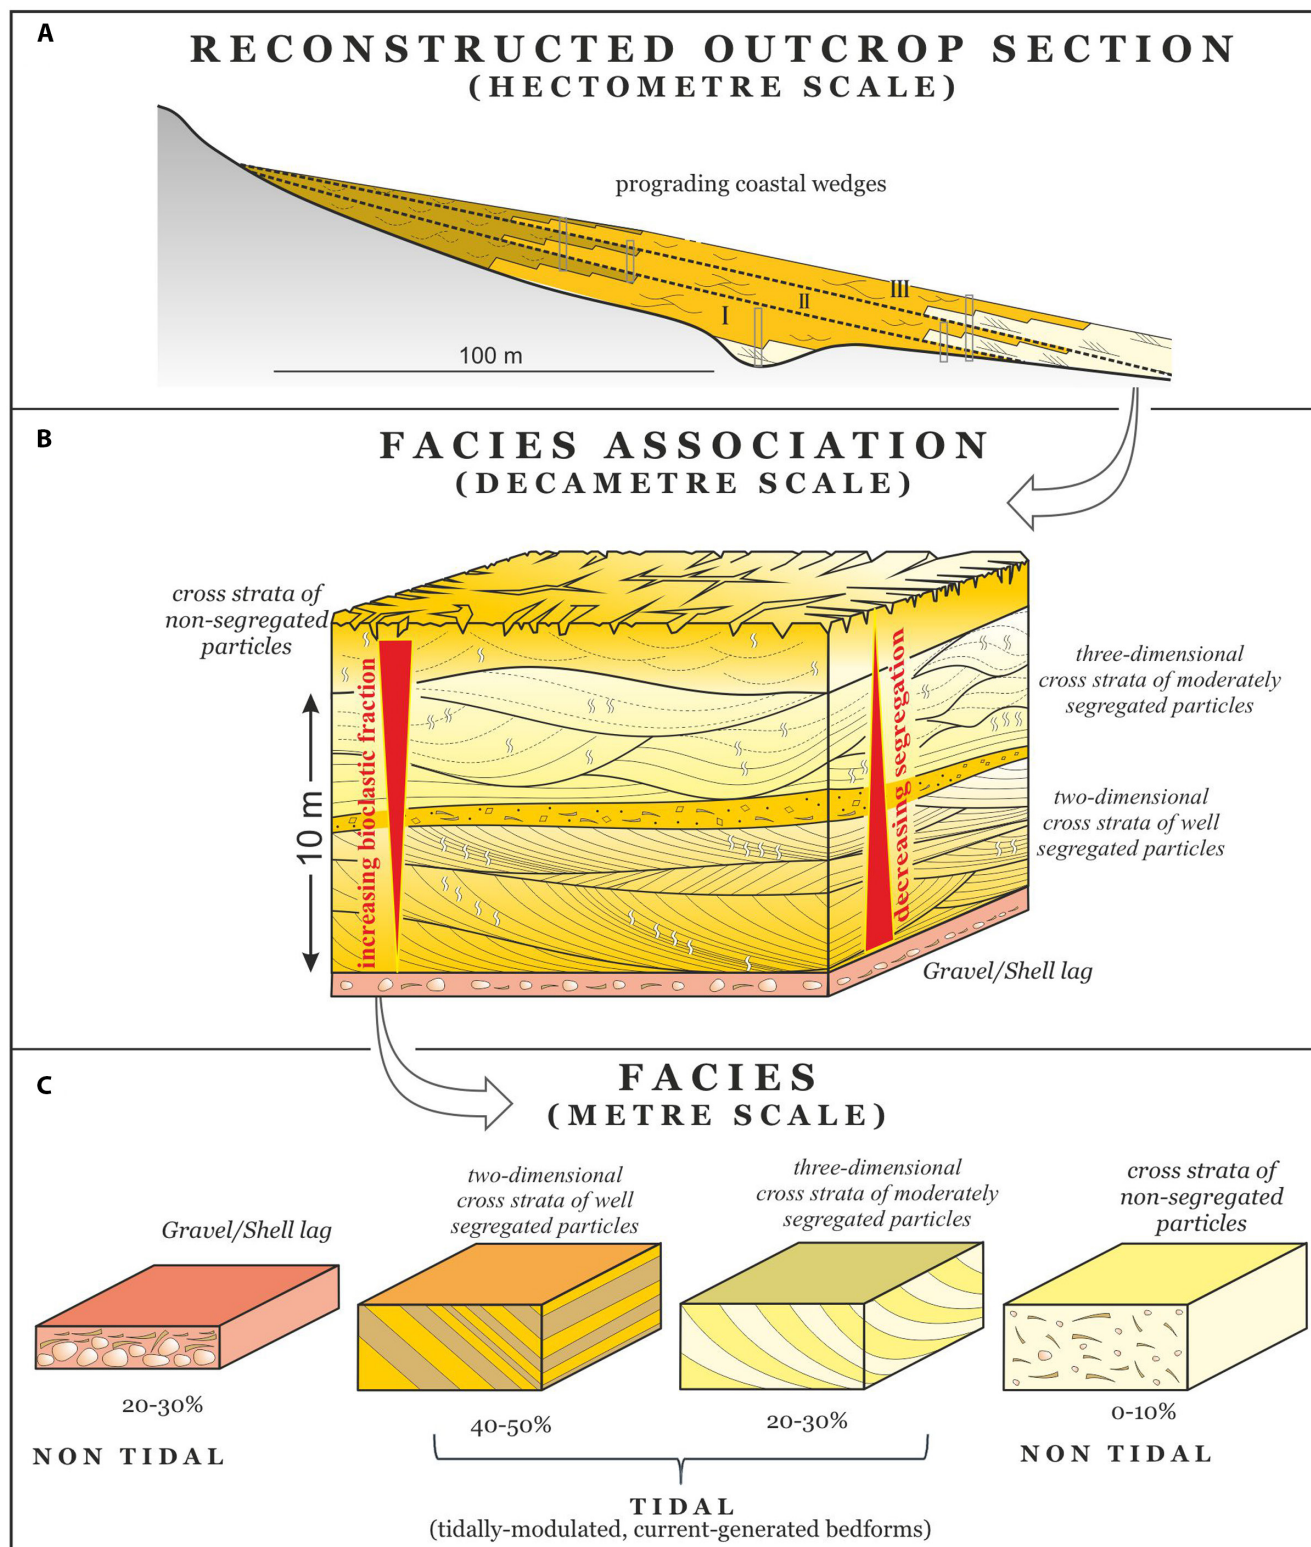 A
RECONSTRUCTED OUTCROP SECTION
(HECTOMETRE SCALE)
prograding coastal wedges
I
II
III
100 m
B
FACIES ASSOCIATION
(DECAMETRE SCALE)
cross strata of
non-segregated
particles
increasing bioclastic fraction
decreasing segregation
10 m
three-dimensional
cross strata of moderately
segregated particles
two-dimensional
cross strata of well
segregated particles
Gravel/Shell lag
C
FACIES
(METRE SCALE)
Gravel/Shell lag
two-dimensional
cross strata of well
segregated particles
three-dimensional
cross strata of moderately
segregated particles
cross strata of
non-segregated
particles
20-30%
40-50%
20-30%
0-10%
NON TIDAL
NON TIDAL
TIDAL
(tidally-modulated, current-generated bedforms)